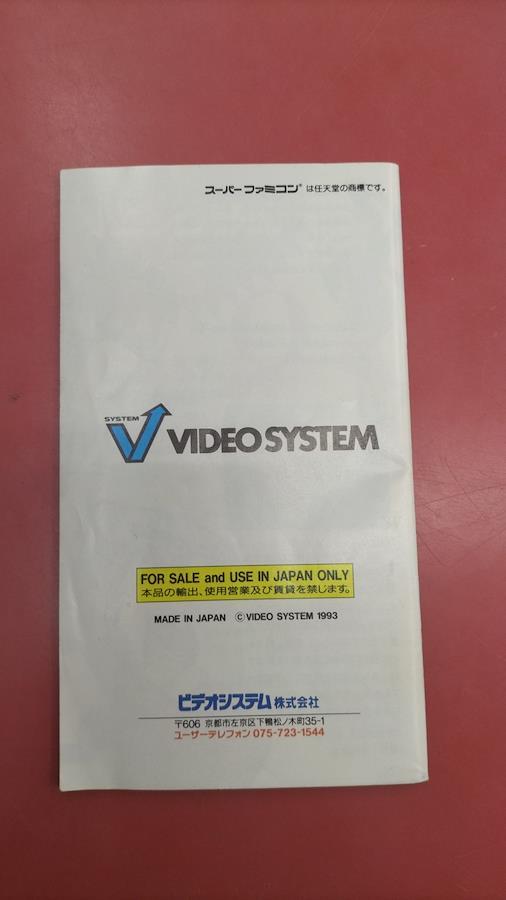 スーパーファミコン®は任天堂の商標です。
SYSTEM
V VIDEO SYSTEM
FOR SALE and USE IN JAPAN ONLY
本品の輸出、使用営業及び賃貸を禁じます。
MADE IN JAPAN ©VIDEO SYSTEM 1993
ビデオシステム株式会社
〒606 京都市左京区下鴨松ノ木町35-1
ユーザーテレフォン 075-723-1544